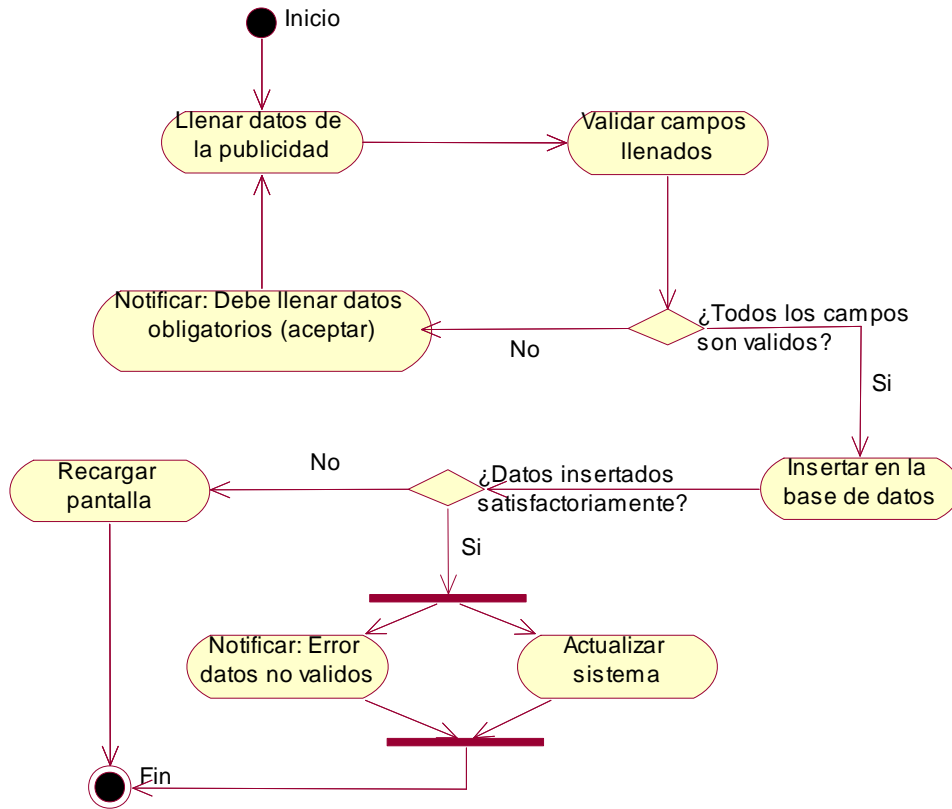 Inicio
Llenar datos de
la publicidad
Validar campos
llenados
Notificar: Debe llenar datos
obligatorios (aceptar)
¿Todos los campos
son validos?
No
Si
Recargar
pantalla
No
¿Datos insertados
satisfactoriamente?
Insertar en la
base de datos
Si
Notificar: Error
datos no validos
Actualizar
sistema
Fin